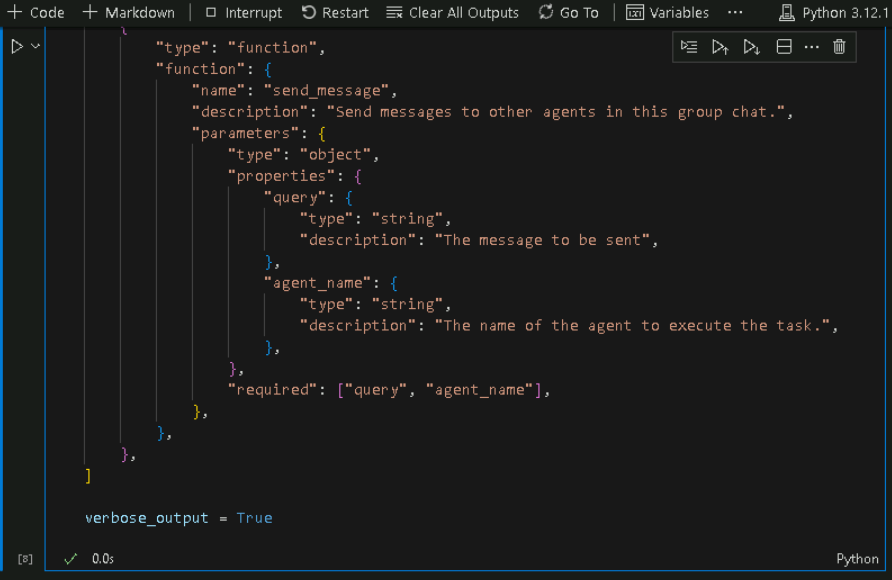 Code Markdown Interrupt Restart Clear All Outputs Go To Variables ... Python 3.12.1
{
"type": "function",
"function": {
"name": "send_message",
"description": "Send messages to other agents in this group chat.",
"parameters": {
"type": "object",
"properties": {
"query": {
"type": "string",
"description": "The message to be sent",
},
"agent_name": {
"type": "string",
"description": "The name of the agent to execute the task.",
},
},
"required": ["query", "agent_name"],
},
},
},
]
verbose_output = True
[8] 0.0s Python